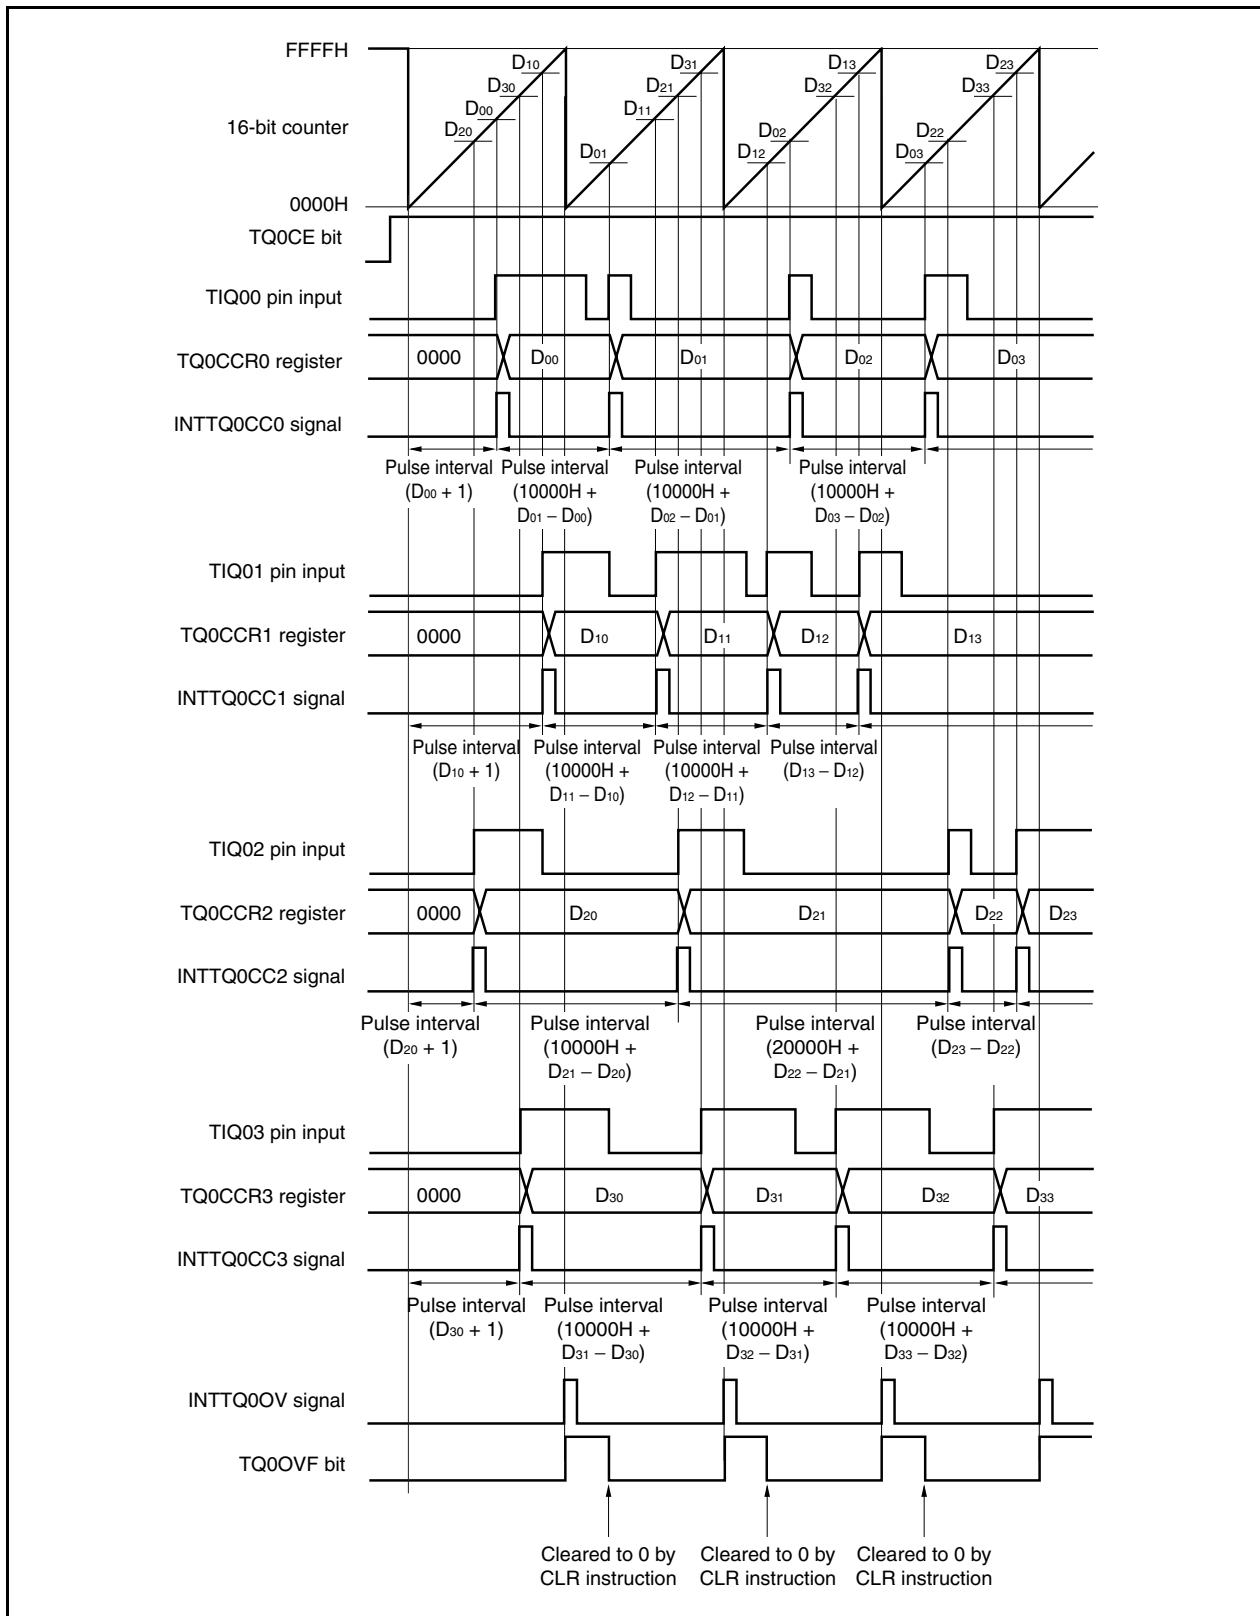 FFFFH
D10
D31
D13
D23
D30
D21
D32
D33
D00
D11
16-bit counter
D20
D02
D22
D01
D12
D03
0000H
TQ0CE bit
TIQ00 pin input
TQ0CCR0 register
0000
D00
D01
D02
D03
INTTQ0CC0 signal
Pulse interval
(D00 + 1)
Pulse interval
(10000H +
D01 – D00)
Pulse interval
(10000H +
D02 – D01)
Pulse interval
(10000H +
D03 – D02)
TIQ01 pin input
TQ0CCR1 register
0000
D10
D11
D12
D13
INTTQ0CC1 signal
Pulse interval
(D10 + 1)
Pulse interval
(10000H +
D11 – D10)
Pulse interval
(10000H +
D12 – D11)
Pulse interval
(D13 – D12)
TIQ02 pin input
TQ0CCR2 register
0000
D20
D21
D22
D23
INTTQ0CC2 signal
Pulse interval
(D20 + 1)
Pulse interval
(10000H +
D21 – D20)
Pulse interval
(20000H +
D22 – D21)
Pulse interval
(D23 – D22)
TIQ03 pin input
TQ0CCR3 register
0000
D30
D31
D32
D33
INTTQ0CC3 signal
Pulse interval
(D30 + 1)
Pulse interval
(10000H +
D31 – D30)
Pulse interval
(10000H +
D32 – D31)
Pulse interval
(10000H +
D33 – D32)
INTTQ0OV signal
TQ0OVF bit
Cleared to 0 by
CLR instruction
Cleared to 0 by
CLR instruction
Cleared to 0 by
CLR instruction